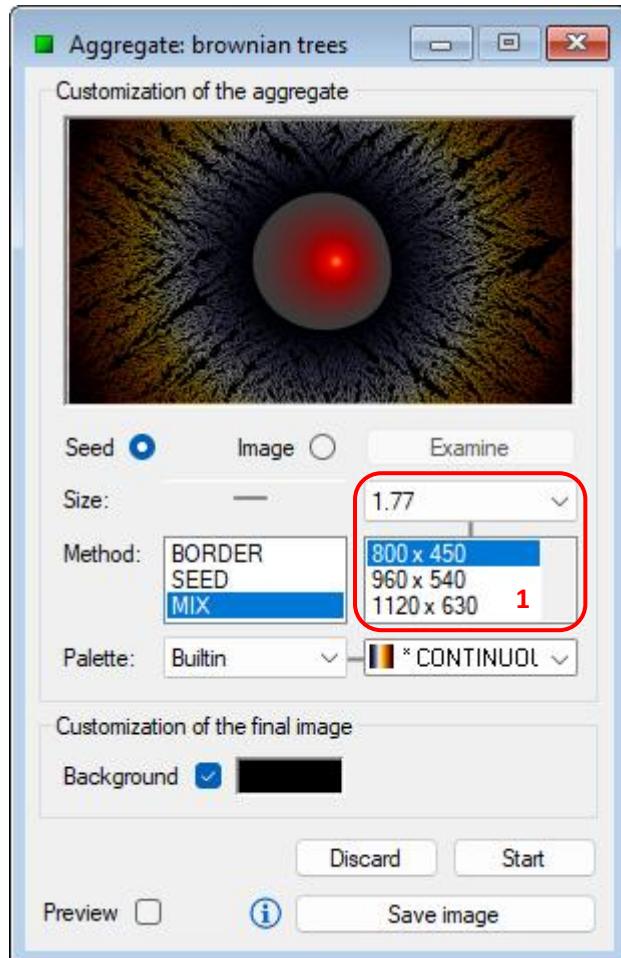 Aggregate: brownian trees
Customization of the aggregate
Seed Image Examine
Size: 1.77
Method: BORDER 800 x 450
SEED 960 x 540
MIX 1120 x 630 1
Palette: Builtin * CONTINUOL
Customization of the final image
Background
Discard Start
Preview Save image